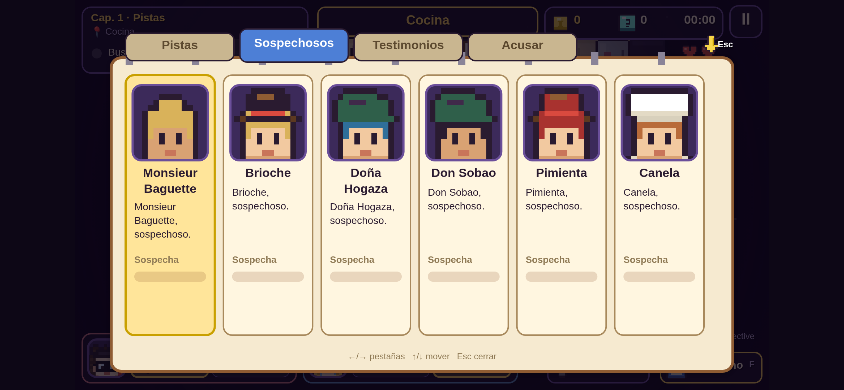 Cap. 1 · Pistas
Cocina
00:00
0
0
Cocina
Bus
Pistas
Sospechosos
Testimonios
Acusar
Esc
Monsieur
Baguette
Monsieur
Baguette,
sospechoso.
Sospecha
Brioche
Brioche,
sospechoso.
Sospecha
Doña
Hogaza
Doña Hogaza,
sospechoso.
Sospecha
Don Sobao
Don Sobao,
sospechoso.
Sospecha
Pimienta
Pimienta,
sospechoso.
Sospecha
Canela
Canela,
sospechoso.
Sospecha
←/→ pestañas ↑/↓ mover Esc cerrar
F